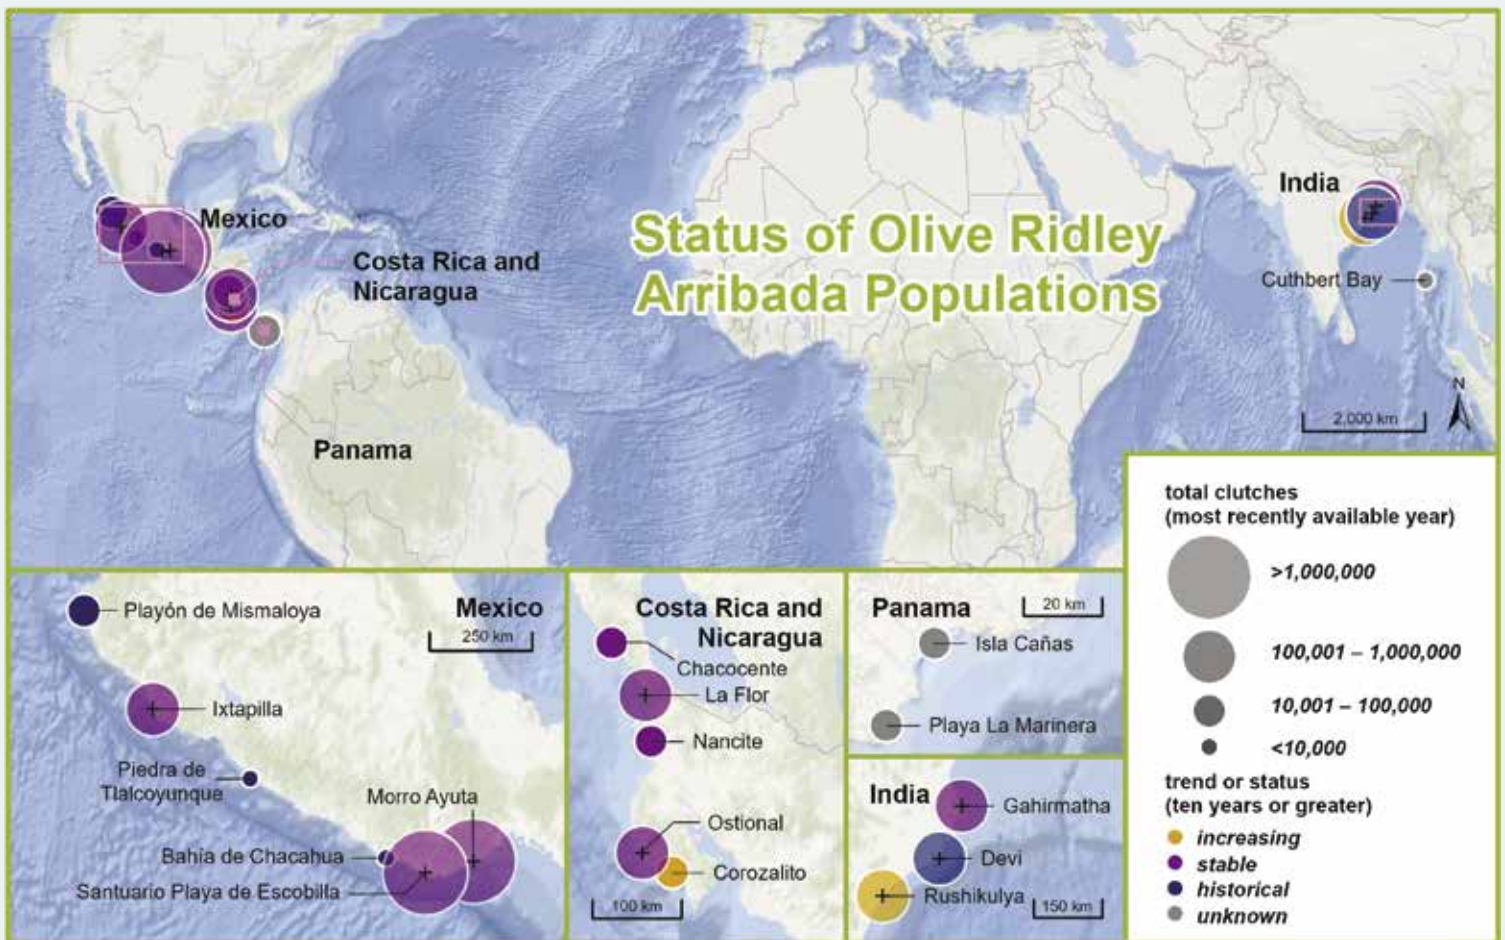 Status of Olive Ridley
Arribada Populations
Mexico
Costa Rica and
Nicaragua
Panama
India
Cuthbert Bay
N
2,000 km
Mexico
250 km
Playón de Mismaloya
Ixtapilla
Piedra de
Tlalcoyunque
Morro Ayuta
Bahía de Chacahua
Santuario Playa de Escobilla
Costa Rica and
Nicaragua
Chacocente
La Flor
Nancite
Ostional
Corozalito
100 km
Panama
20 km
Isla Cañas
Playa La Marinera
India
Gahirmatha
Devi
Rushikulya
150 km
total clutches
(most recently available year)
>1,000,000
100,001 – 1,000,000
10,001 – 100,000
<10,000
trend or status
(ten years or greater)
increasing
stable
historical
unknown